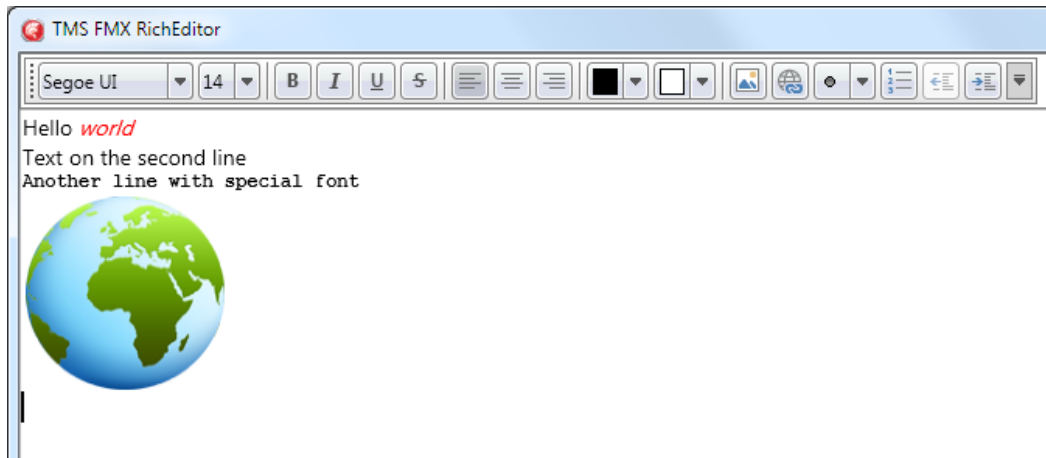 TMS FMX RichEditor
Segoe UI 14 B I U S
Hello world
Text on the second line
Another line with special font